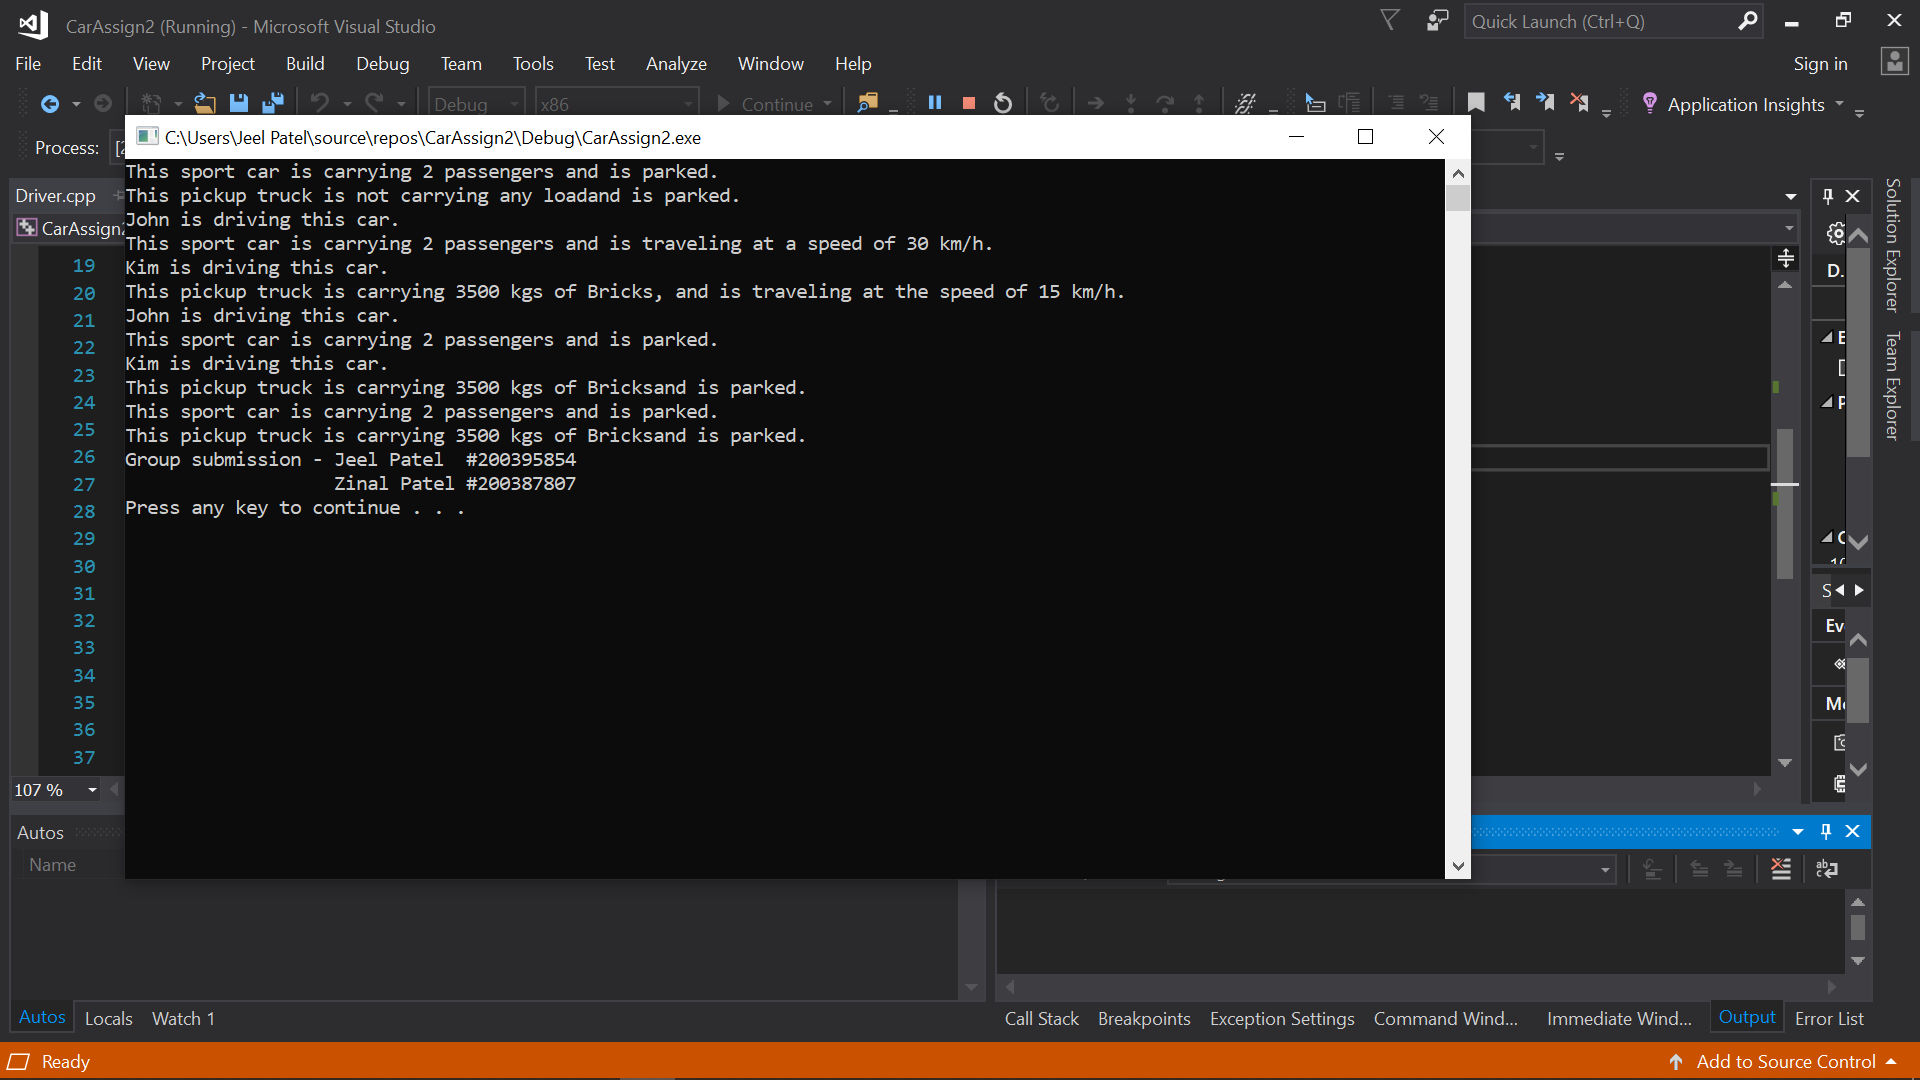 CarAssign2 (Running) - Microsoft Visual Studio
Quick Launch (Ctrl+Q)
File Edit View Project Build Debug Team Tools Test Analyze Window Help
Sign in
Debug x86 Continue
Application Insights
Process:
C:\Users\Jeel Patel\source\repos\CarAssign2\Debug\CarAssign2.exe
Driver.cpp
CarAssign2
This sport car is carrying 2 passengers and is parked.
This pickup truck is not carrying any loadand is parked.
John is driving this car.
This sport car is carrying 2 passengers and is traveling at a speed of 30 km/h.
Kim is driving this car.
This pickup truck is carrying 3500 kgs of Bricks, and is traveling at the speed of 15 km/h.
John is driving this car.
This sport car is carrying 2 passengers and is parked.
Kim is driving this car.
This pickup truck is carrying 3500 kgs of Bricksand is parked.
This sport car is carrying 2 passengers and is parked.
This pickup truck is carrying 3500 kgs of Bricksand is parked.
Group submission - Jeel Patel  #200395854
Zinal Patel #200387807
Press any key to continue . . .
19
20
21
22
23
24
25
26
27
28
29
30
31
32
33
34
35
36
37
107 %
Solution Explorer
Team Explorer
D.
Ev
Autos
Name
Autos Locals Watch 1
Call Stack Breakpoints Exception Settings Command Wind... Immediate Wind... Output Error List
Ready
Add to Source Control